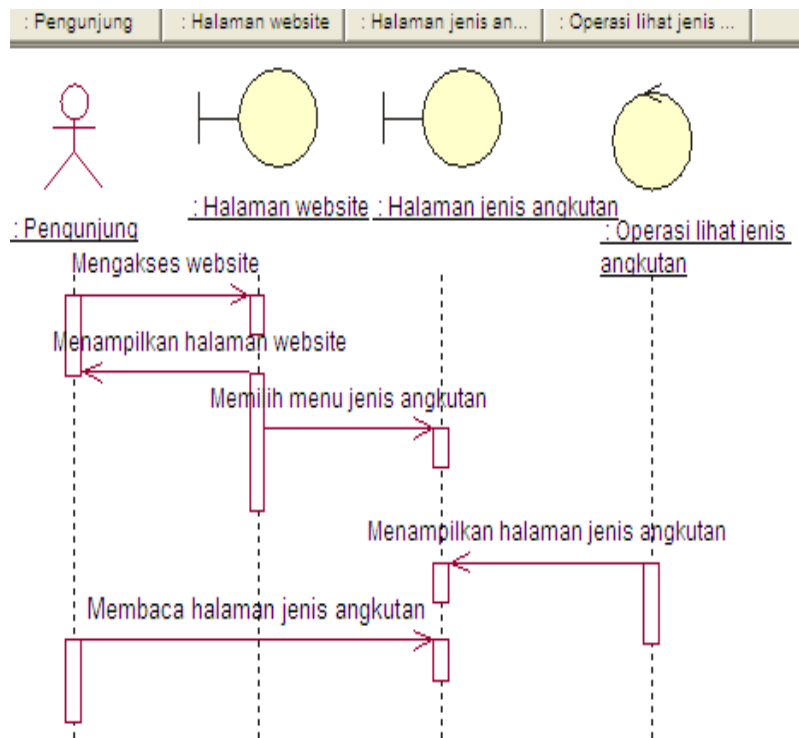 : Pengunjung
: Halaman website
: Halaman jenis an...
: Operasi lihat jenis ...
: Pengunjung
: Halaman website
: Halaman jenis angkutan
: Operasi lihat jenis
angkutan
Mengakses website
Menampilkan halaman website
Memilih menu jenis angkutan
Menampilkan halaman jenis angkutan
Membaca halaman jenis angkutan